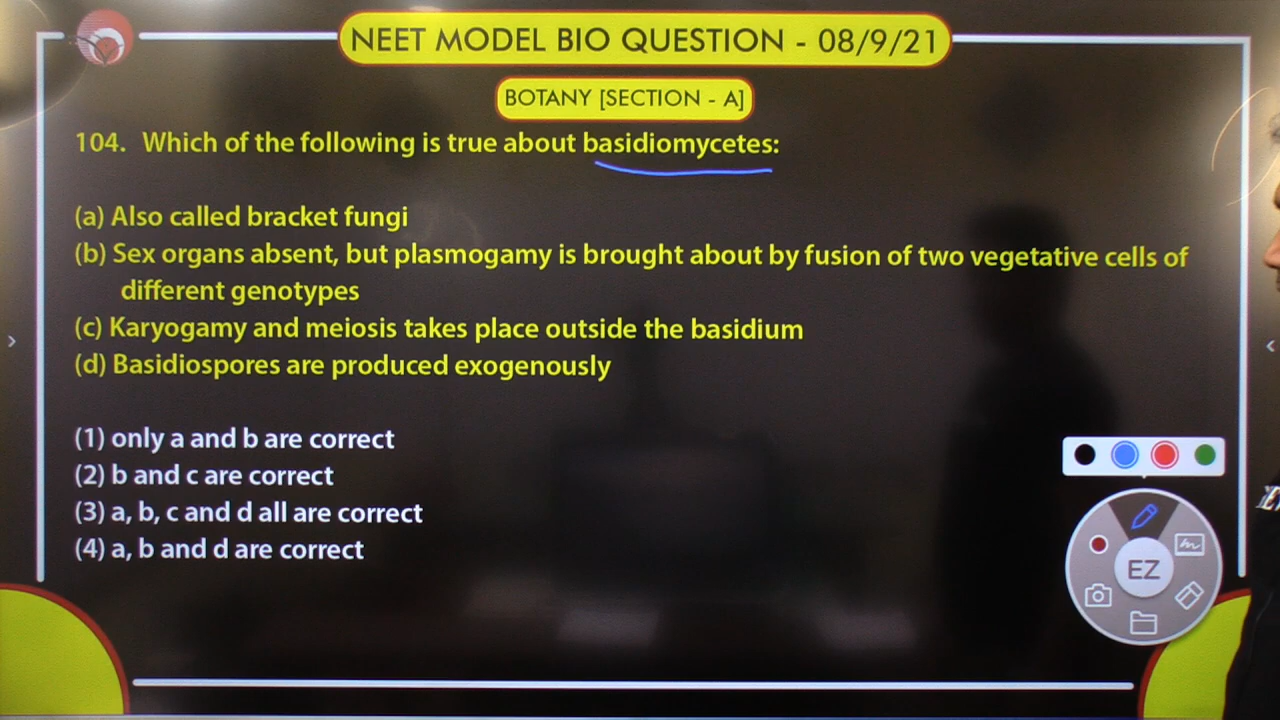 NEET MODEL BIO QUESTION - 08/9/21
BOTANY [SECTION - A]
104. Which of the following is true about basidiomycetes:
(a) Also called bracket fungi
(b) Sex organs absent, but plasmogamy is brought about by fusion of two vegetative cells of
different genotypes
(c) Karyogamy and meiosis takes place outside the basidium
(d) Basidiospores are produced exogenously
(1) only a and b are correct
(2) b and c are correct
(3) a, b, c and d all are correct
(4) a, b and d are correct
EZ